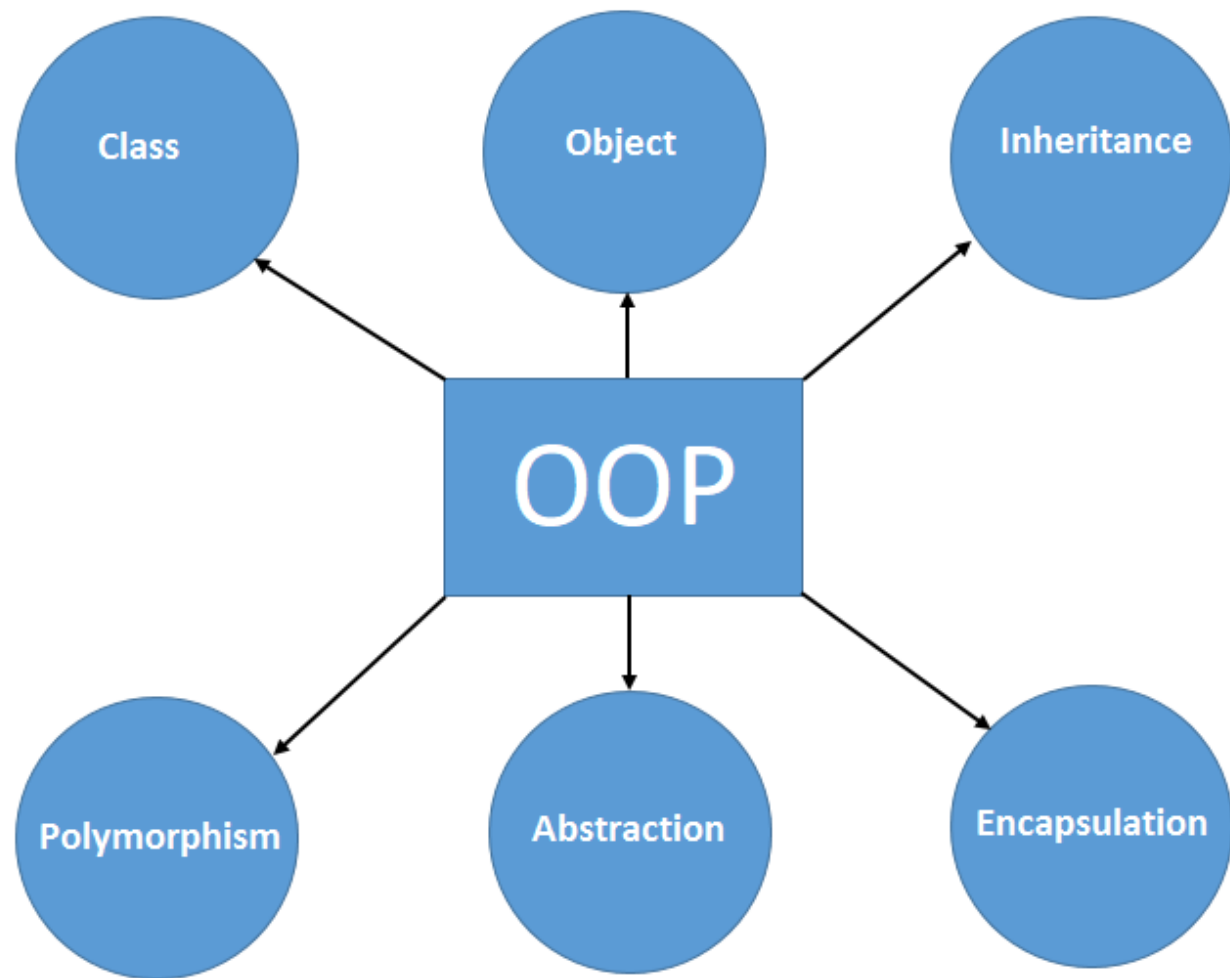 Class
Object
Inheritance
OOP
Polymorphism
Abstraction
Encapsulation